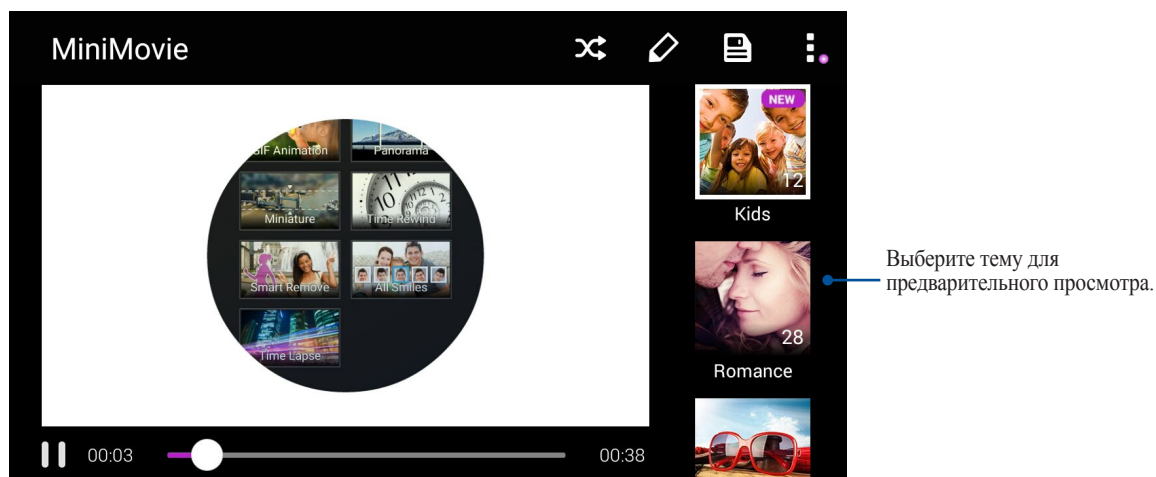 MiniMovie
GIF Animation
Panorama
Miniature
Time Rewind
Smart Remove
All Smiles
Time Lapse
00:03
00:38
NEW
12
Kids
28
Romance
Выберите тему для
предварительного просмотра.